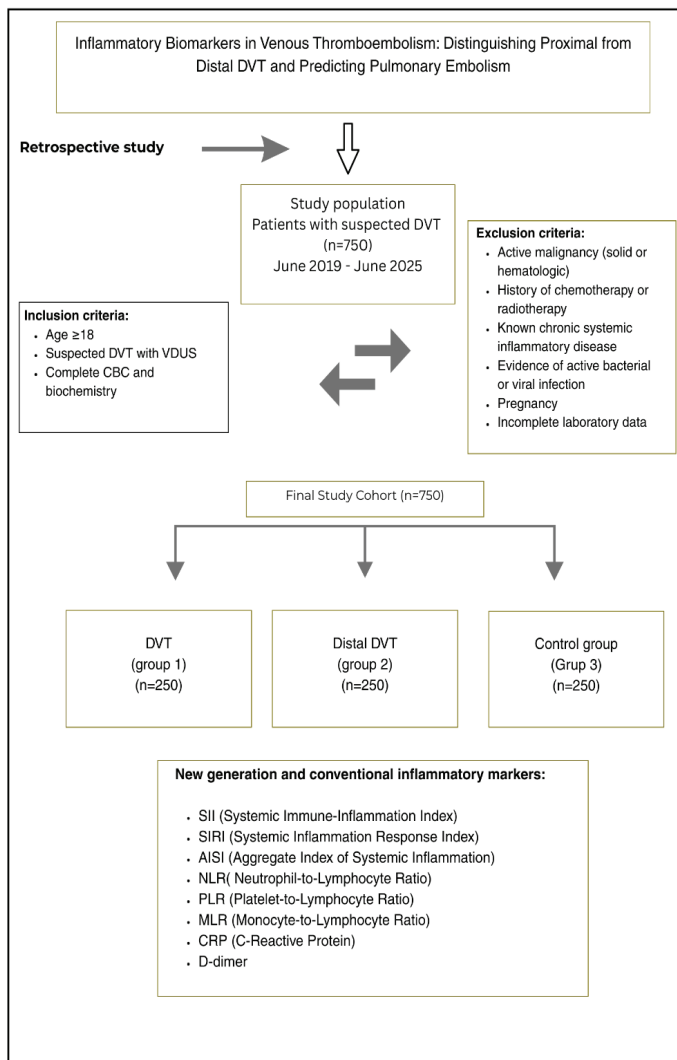 Inflammatory Biomarkers in Venous Thromboembolism: Distinguishing Proximal from
Distal DVT and Predicting Pulmonary Embolism
Retrospective study
Study population
Patients with suspected DVT
(n=750)
June 2019 - June 2025
Exclusion criteria:
• Active malignancy (solid or
hematologic)
• History of chemotherapy or
radiotherapy
• Known chronic systemic
inflammatory disease
• Evidence of active bacterial
or viral infection
• Pregnancy
• Incomplete laboratory data
Inclusion criteria:
• Age ≥18
• Suspected DVT with VDUS
• Complete CBC and
biochemistry
Final Study Cohort (n=750)
DVT
(group 1)
(n=250)
Distal DVT
(group 2)
(n=250)
Control group
(Grup 3)
(n=250)
New generation and conventional inflammatory markers:
• SII (Systemic Immune-Inflammation Index)
• SIRI (Systemic Inflammation Response Index)
• AISI (Aggregate Index of Systemic Inflammation)
• NLR( Neutrophil-to-Lymphocyte Ratio)
• PLR (Platelet-to-Lymphocyte Ratio)
• MLR (Monocyte-to-Lymphocyte Ratio)
• CRP (C-Reactive Protein)
• D-dimer